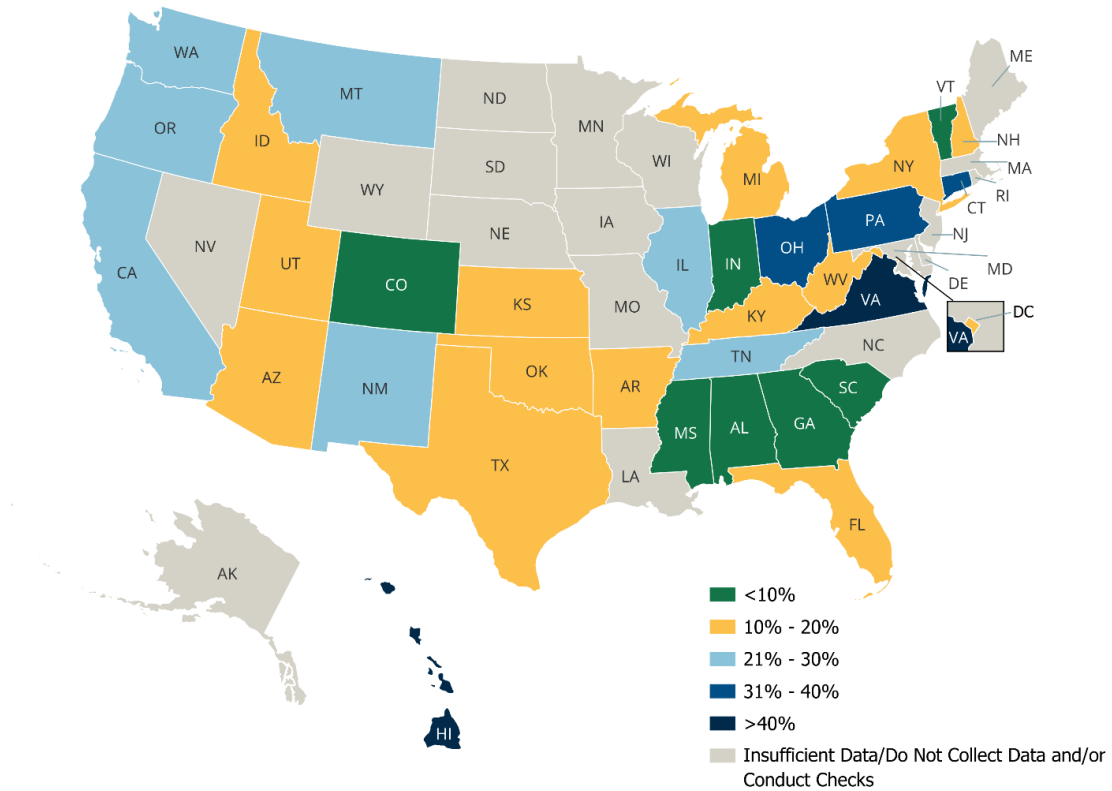 WA
MT
ND
MN
ME
VT
OR
ID
SD
WI
MI
NY
NH
MA
WY
IA
RI
CT
NV
NE
PA
NJ
CA
UT
CO
IL
IN
OH
MD
DE
KS
MO
WV
VA
KY
DC
VA
AZ
NM
OK
AR
TN
NC
SC
MS
AL
GA
TX
LA
FL
AK
HI
<10%
10% - 20%
21% - 30%
31% - 40%
>40%
Insufficient Data/Do Not Collect Data and/or
Conduct Checks